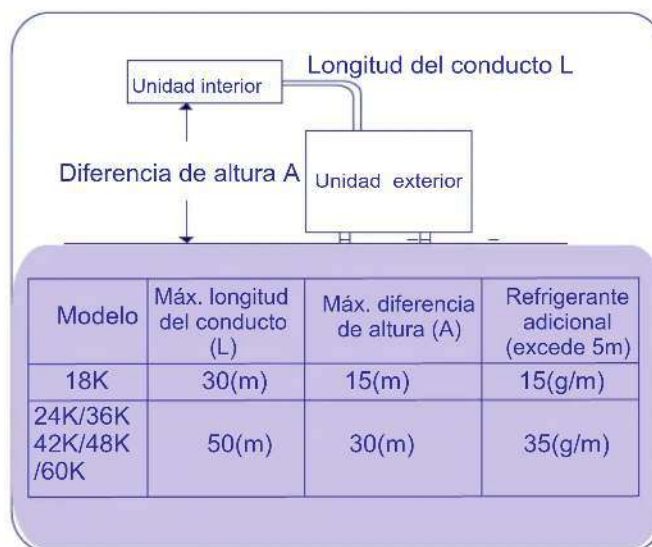 Longitud del conducto L
Unidad interior
Diferencia de altura A
Unidad exterior
Modelo
Máx. longitud
del conducto
(L)
Máx. diferencia
de altura (A)
Refrigerante
adicional
(excede 5m)
18K
30(m)
15(m)
15(g/m)
24K/36K
42K/48K
/60K
50(m)
30(m)
35(g/m)